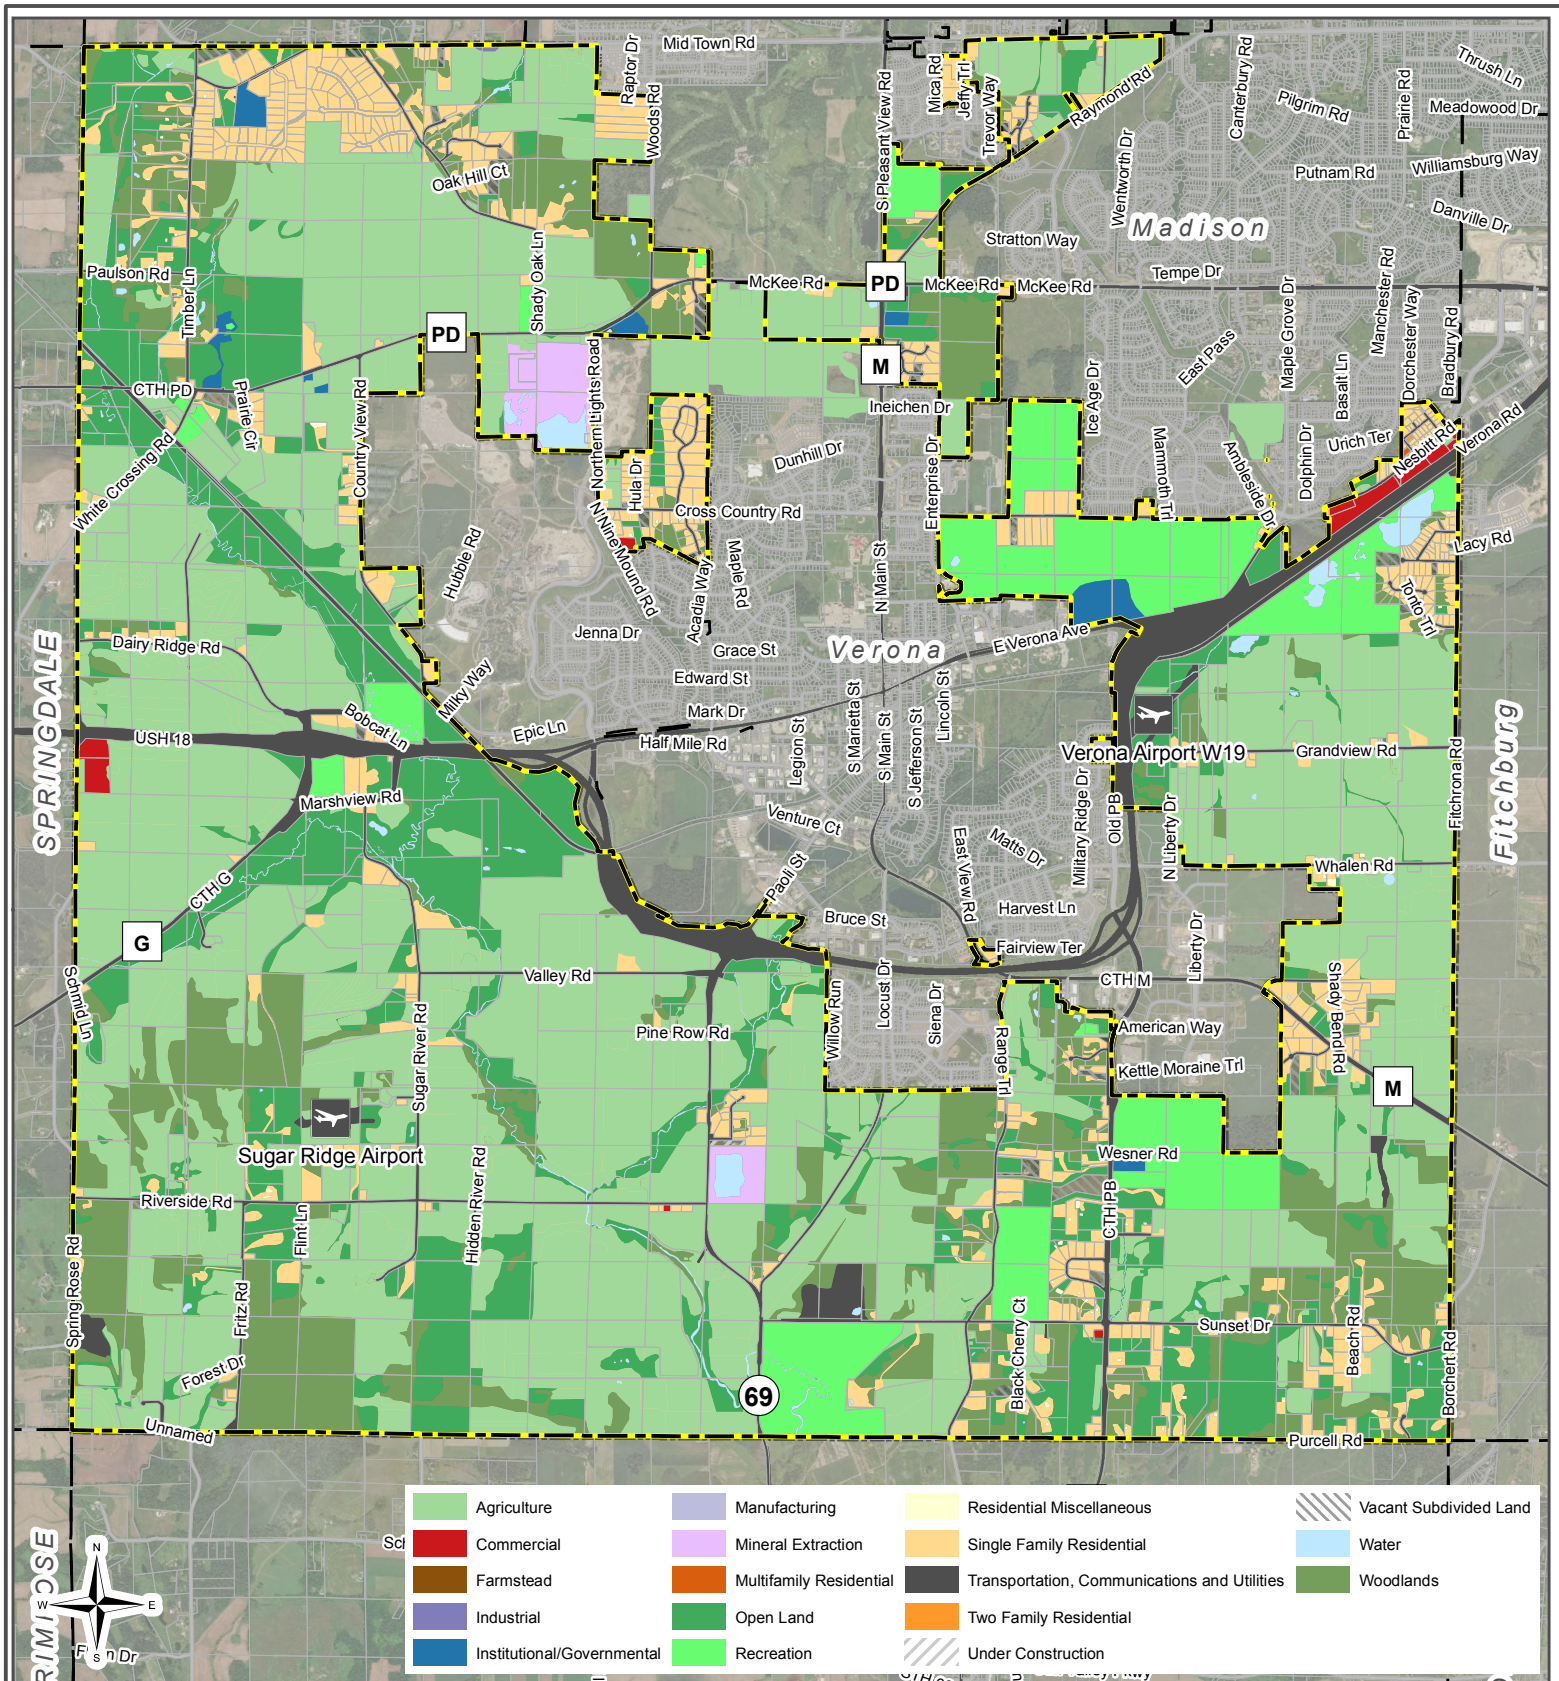 Mid Town Rd
Raptor Dr
Woods Rd
S Pleasant View Rd
Mica Rd
Jeffy Trl
Trevor Way
Raymond Rd
Canterbury Rd
Pilgrim Rd
Prairie Rd
Thrush Ln
Meadowood Dr
Williamsburg Way
Putnam Rd
Danville Dr
Wentworth Dr
Stratton Way
Madison
Tempe Dr
Oak Hill Ct
Paulson Rd
Timber Ln
Shady Oak Ln
McKee Rd
PD
McKee Rd
McKee Rd
Maple Grove Dr
Manchester Rd
Dorchester Way
Bradbury Rd
East Pass
PD
M
CTH PD
Prairie Cir
Country View Rd
White Crossing Rd
Northern Lights Road
Hula Dr
Ineichen Dr
Enterprise Dr
Dunhill Dr
Cross Country Rd
Ice Age Dr
Mammoth Trl
Ambleside Dr
Dolphin Dr
Basalt Ln
Urich Ter
Nesbitt Rd
Verona Rd
Lacy Rd
Tonto Trl
Hubble Rd
N Nine Mound Rd
Acadia Way
Maple Rd
N Main St
Jenna Dr
Grace St
Edward St
Mark Dr
Half Mile Rd
Epic Ln
Milky Way
Verona
E Verona Ave
SPRINGDALE
Dairy Ridge Rd
USH 18
Bobcat Ln
Marshview Rd
CTH G
G
Legion St
S Marietta St
S Main St
S Jefferson St
Lincoln St
Verona Airport W19
Grandview Rd
Fitchrona Rd
Fitchburg
Venture Ct
East View Rd
Matts Dr
Military Ridge Dr
Old PB
N Liberty Dr
Whalen Rd
Paoli St
Bruce St
Harvest Ln
Fairview Ter
Liberty Dr
CTH M
Schmid Ln
Valley Rd
Sugar River Rd
Pine Row Rd
Willow Run
Locust Dr
Siena Dr
Range Trl
American Way
Kettle Moraine Trl
Shady Bend Rd
M
Sugar Ridge Airport
Hidden River Rd
Wesner Rd
CTH PB
Riverside Rd
Flint Ln
Fritz Rd
Spring Rose Rd
Forest Dr
Unnamed
69
Black Cherry Ct
Sunset Dr
Beach Rd
Borchert Rd
Purcell Rd
N
W
E
S
Agriculture
Commercial
Farmstead
Industrial
Institutional/Governmental
Manufacturing
Mineral Extraction
Multifamily Residential
Open Land
Recreation
Residential Miscellaneous
Single Family Residential
Transportation, Communications and Utilities
Two Family Residential
Under Construction
Vacant Subdivided Land
Water
Woodlands